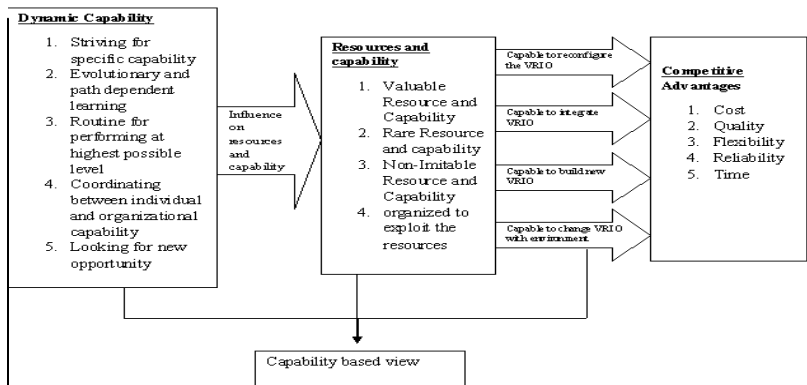 Dynamic Capability
1. Striving for
specific capability
2. Evolutionary and
path dependent
learning
3. Routine for
performing at
highest possible
level
4. Coordinating
between individual
and organizational
capability
5. Looking for new
opportunity
Influence
on
resources
and
capability
Resources and
capability
1. Valuable
Resource and
Capability
2. Rare Resource
and capability
3. Non-Imitable
Resource and
Capability
4. organized to
exploit the
resources
Capable to reconfigure
the VRIO
Capable to integrate
VRIO
Capable to build new
VRIO
Capable to change VRIO
with environment
Competitive
Advantages
1. Cost
2. Quality
3. Flexibility
4. Reliability
5. Time
Capability based view